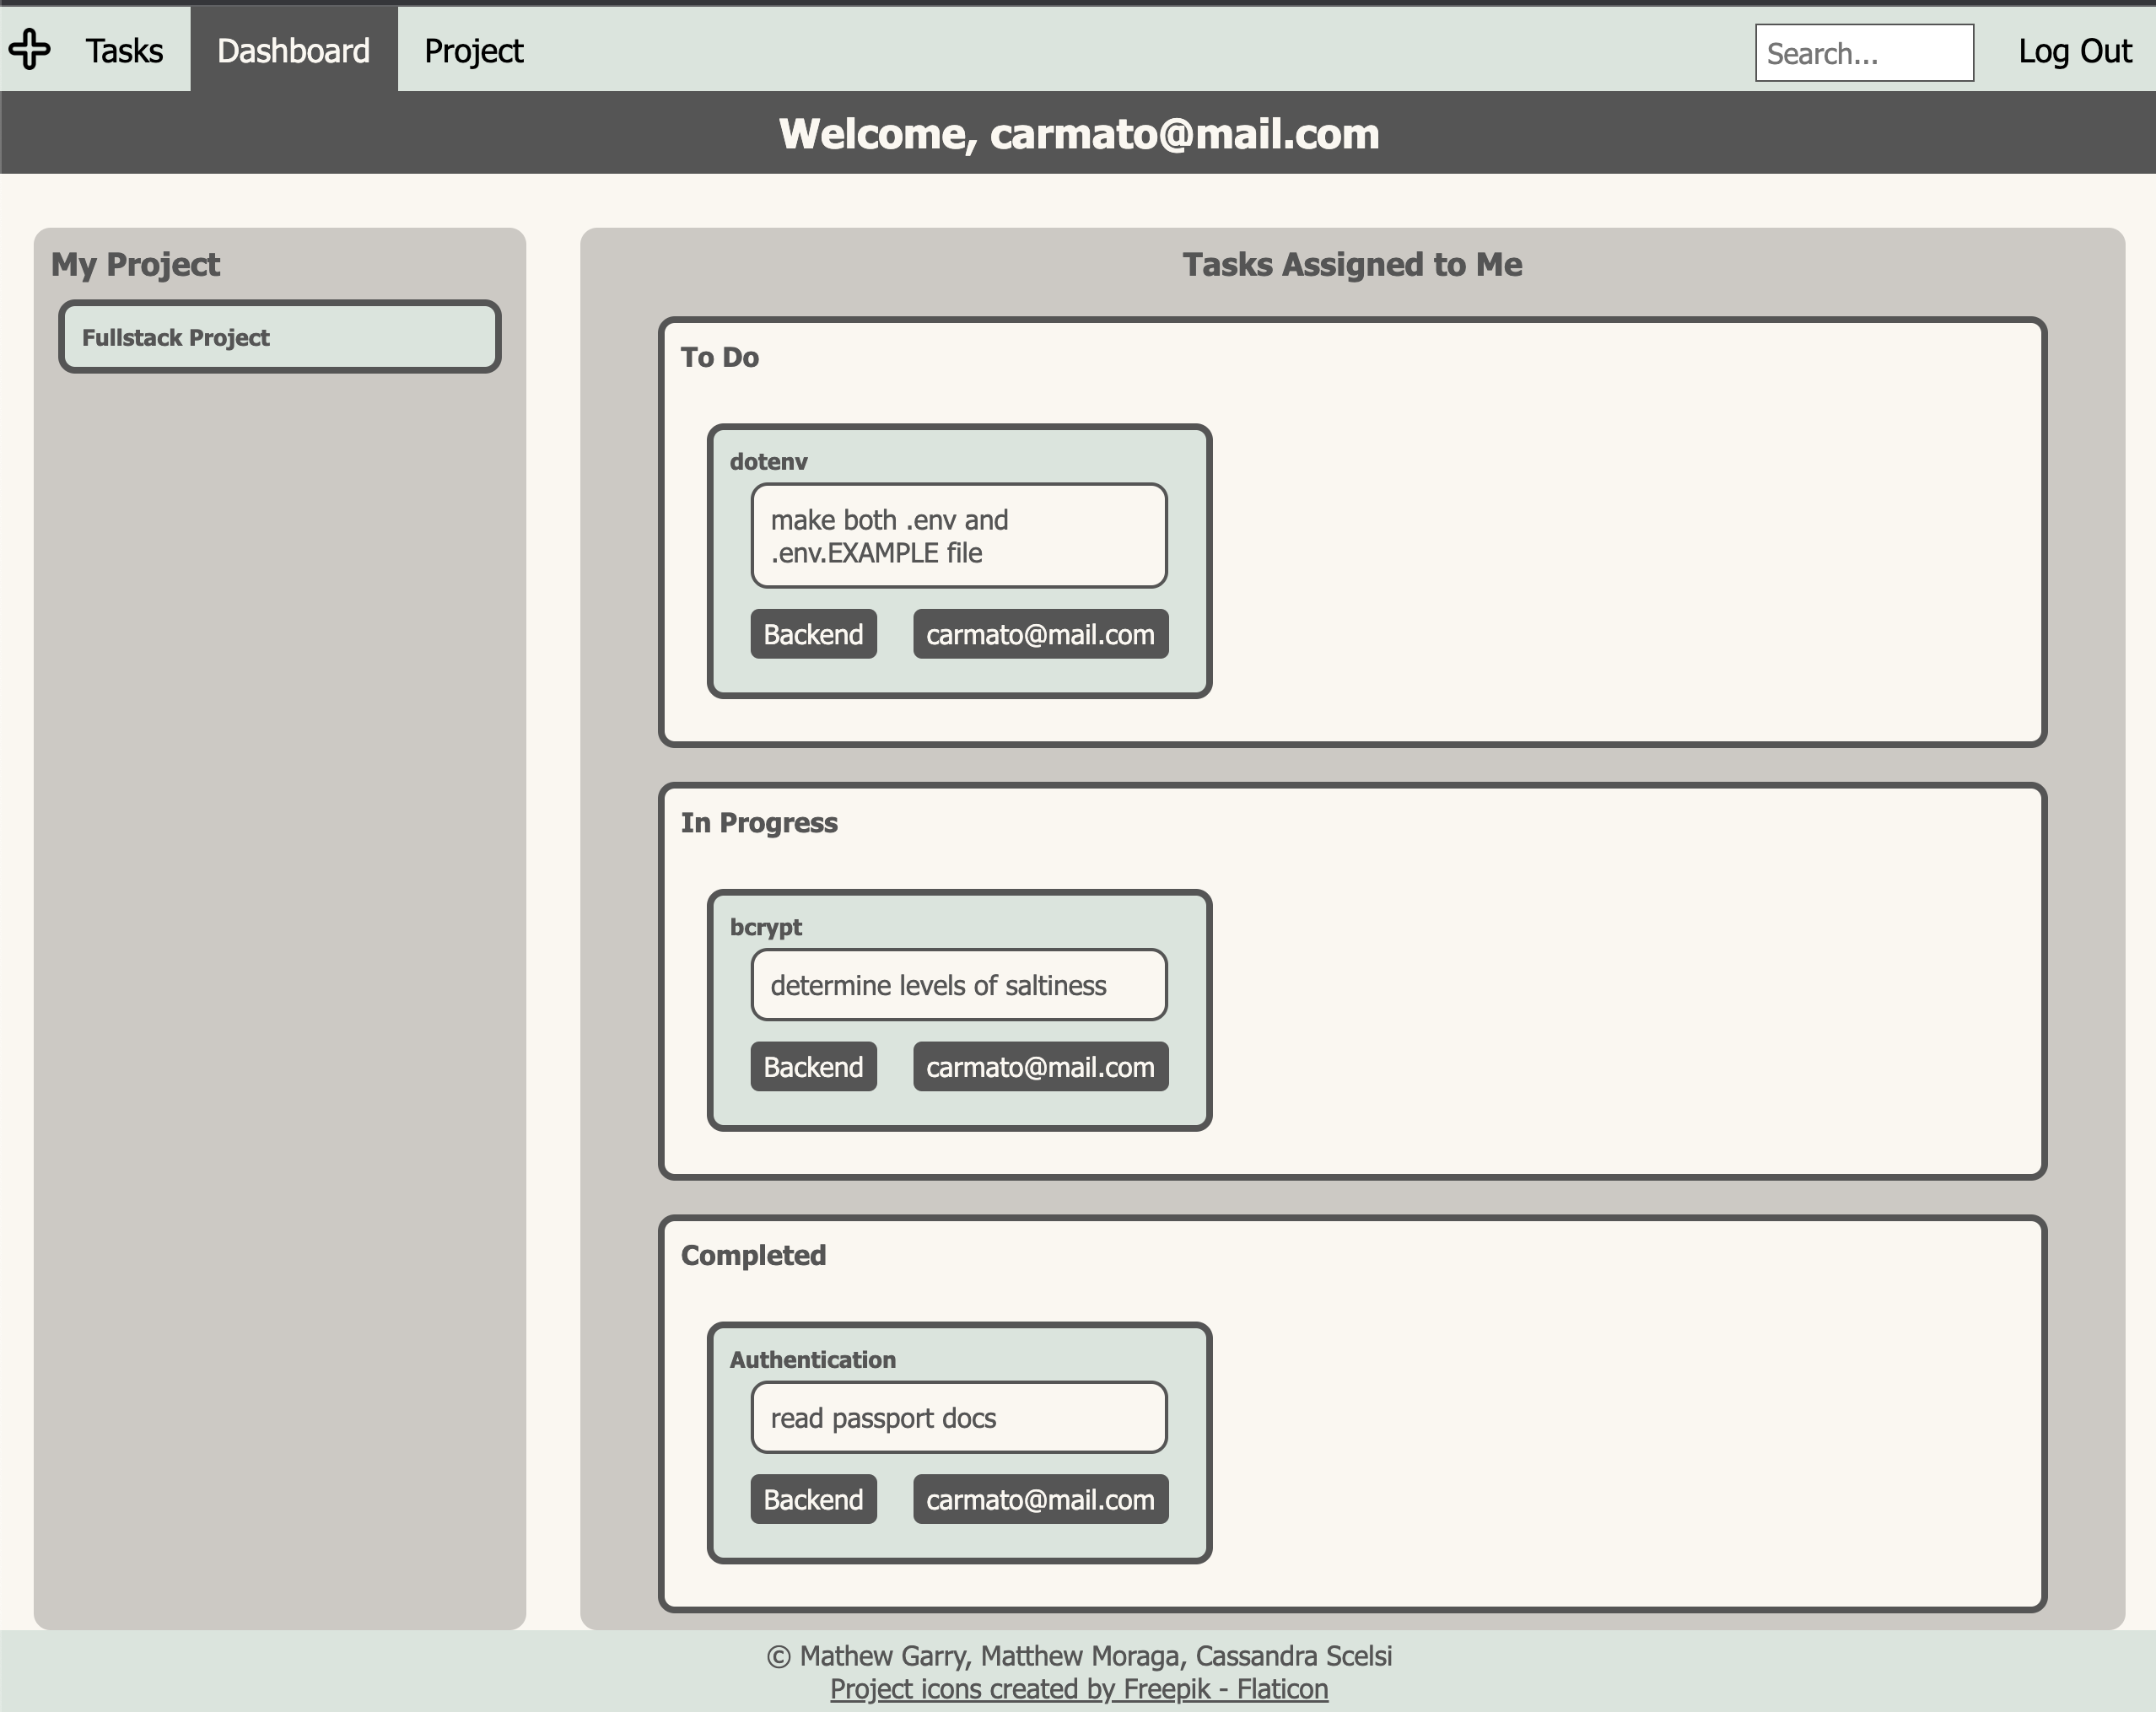 Tasks Dashboard Project Search... Log Out
Welcome, carmato@mail.com
My Project
Fullstack Project
Tasks Assigned to Me
To Do
dotenv
make both .env and
.env.EXAMPLE file
Backend carmato@mail.com
In Progress
bcrypt
determine levels of saltiness
Backend carmato@mail.com
Completed
Authentication
read passport docs
Backend carmato@mail.com
© Mathew Garry, Matthew Moraga, Cassandra Scelsi
Project icons created by Freepik - Flaticon